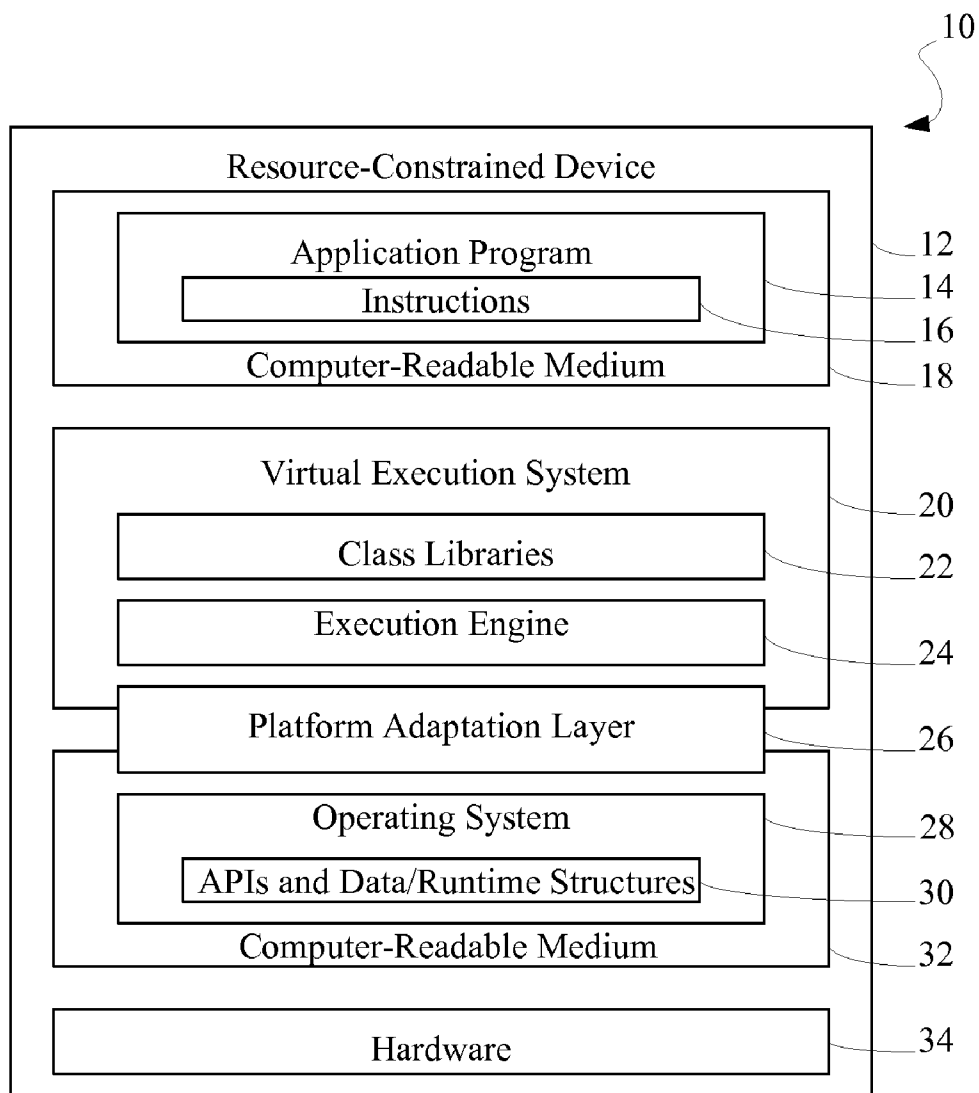 10
Resource-Constrained Device
12
Application Program
14
Instructions
16
Computer-Readable Medium
18
Virtual Execution System
20
Class Libraries
22
Execution Engine
24
Platform Adaptation Layer
26
Operating System
28
APIs and Data/Runtime Structures
30
Computer-Readable Medium
32
Hardware
34